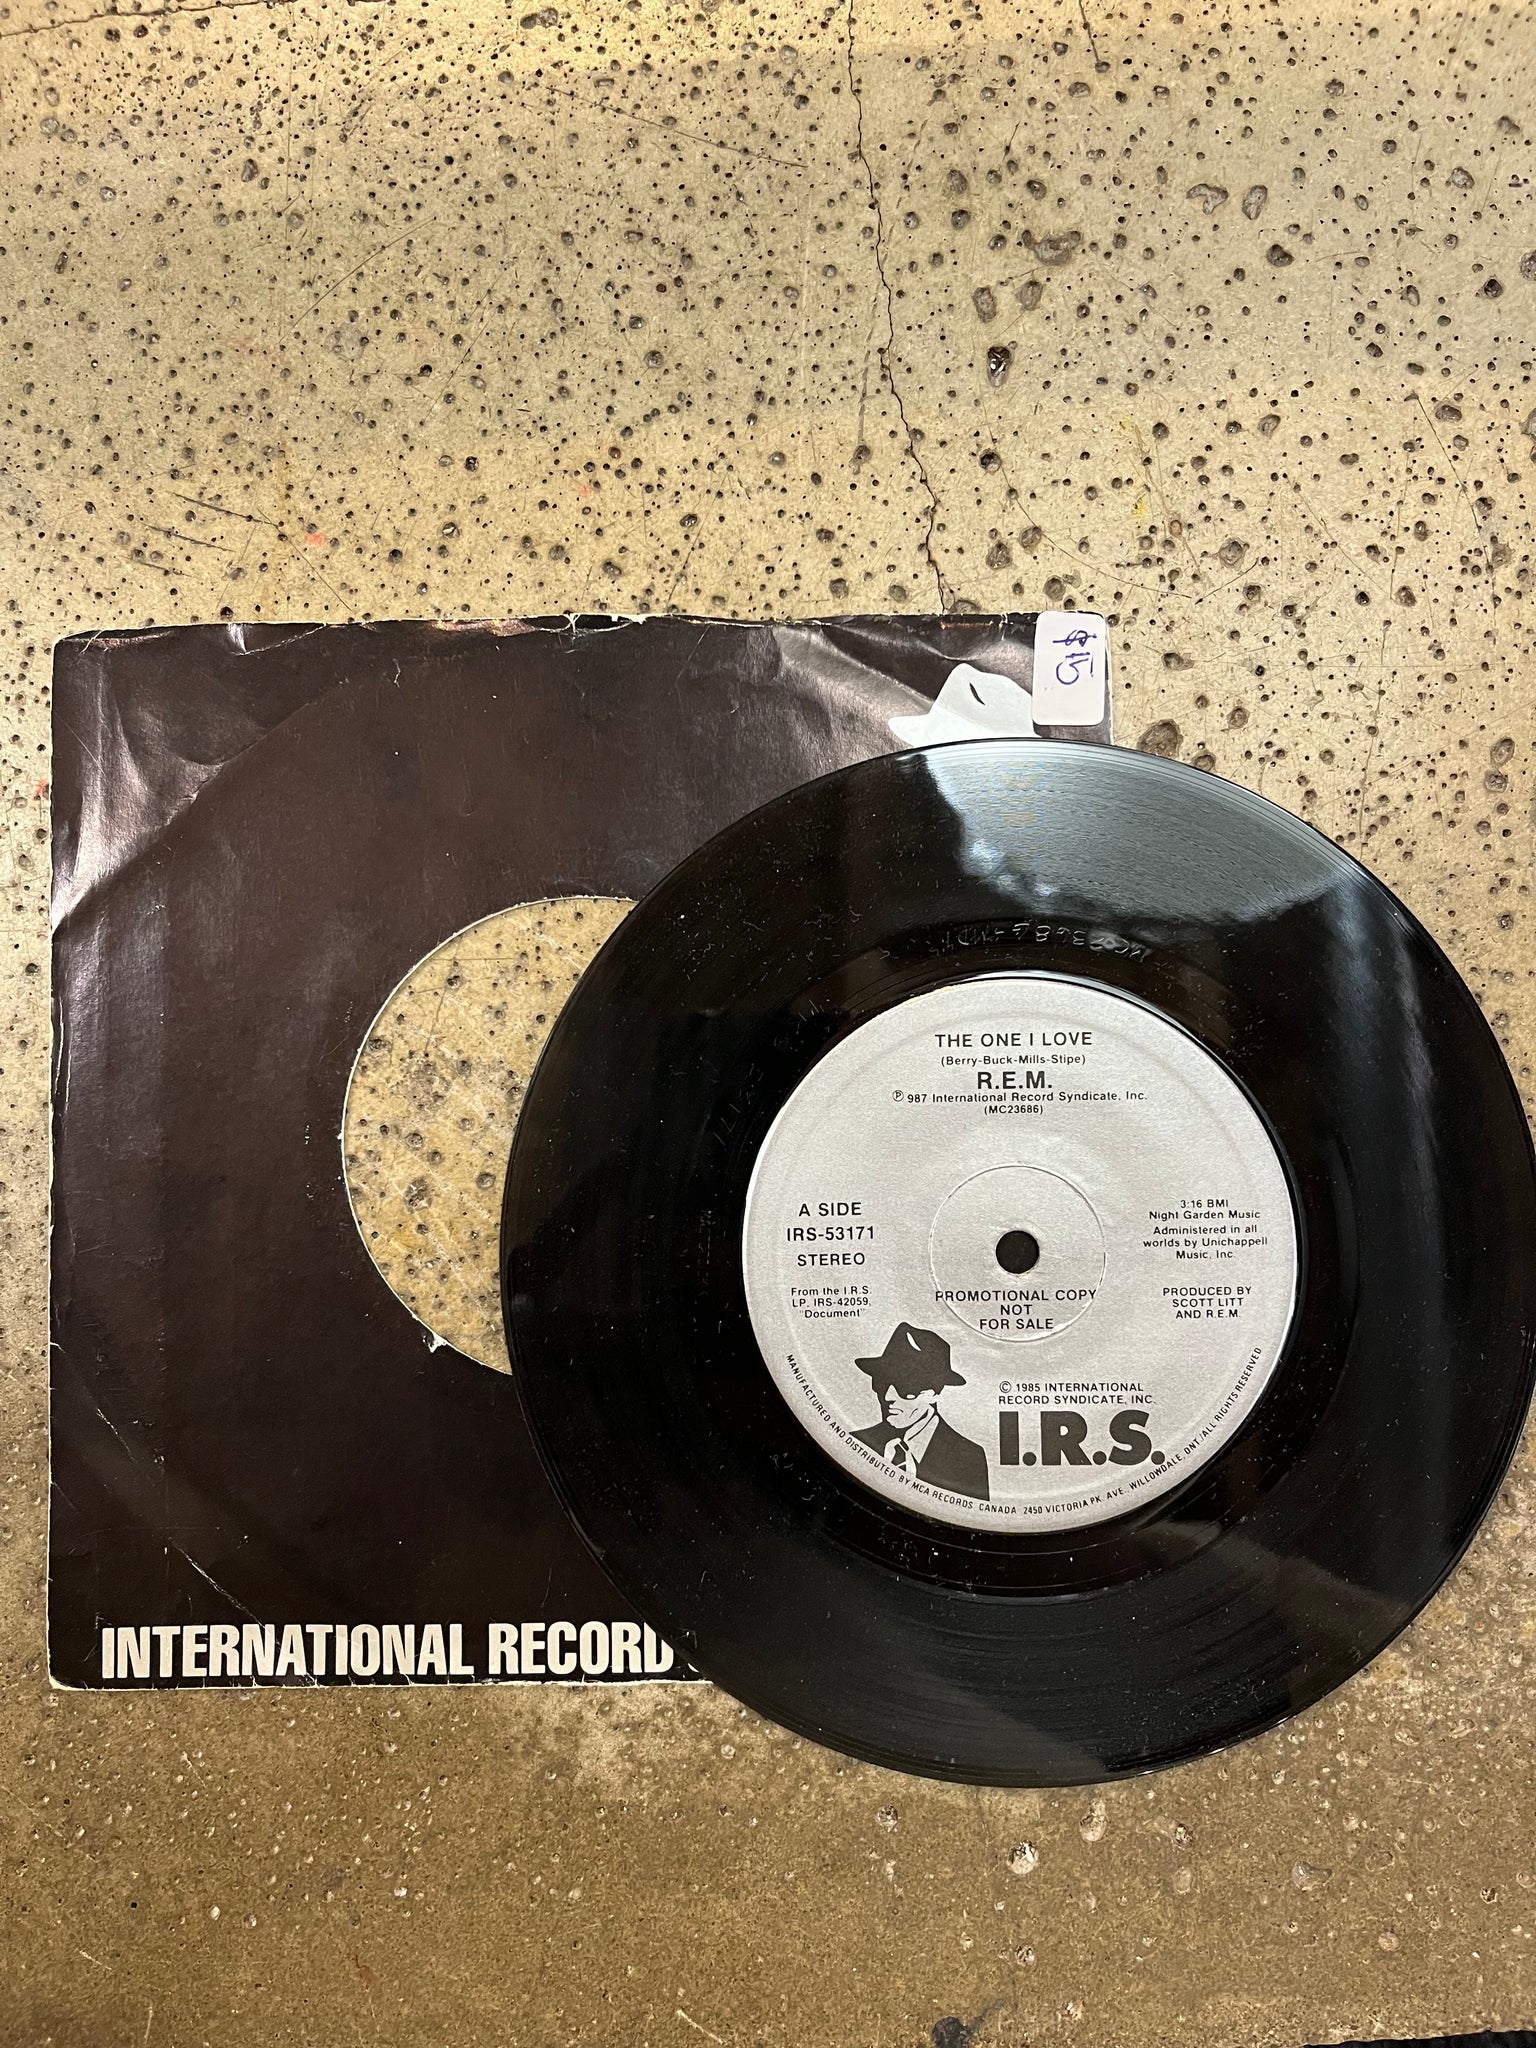 $15
INTERNATIONAL RECORD
THE ONE I LOVE
(Berry-Buck-Mills-Stipe)
R.E.M.
℗ 987 International Record Syndicate, Inc.
(MC23686)
A SIDE
IRS-53171
STEREO
From the I.R.S.
LP. IRS-42059,
"Document"
3:16 BMI
Night Garden Music
Administered in all
worlds by Unichappell
Music, Inc.
PRODUCED BY
SCOTT LITT
AND R.E.M.
PROMOTIONAL COPY
NOT
FOR SALE
© 1985 INTERNATIONAL
RECORD SYNDICATE, INC.
I.R.S.
MANUFACTURED AND DISTRIBUTED BY MCA RECORDS CANADA 2450 VICTORIA PK. AVE., WILLOWDALE, ONT./ALL RIGHTS RESERVED